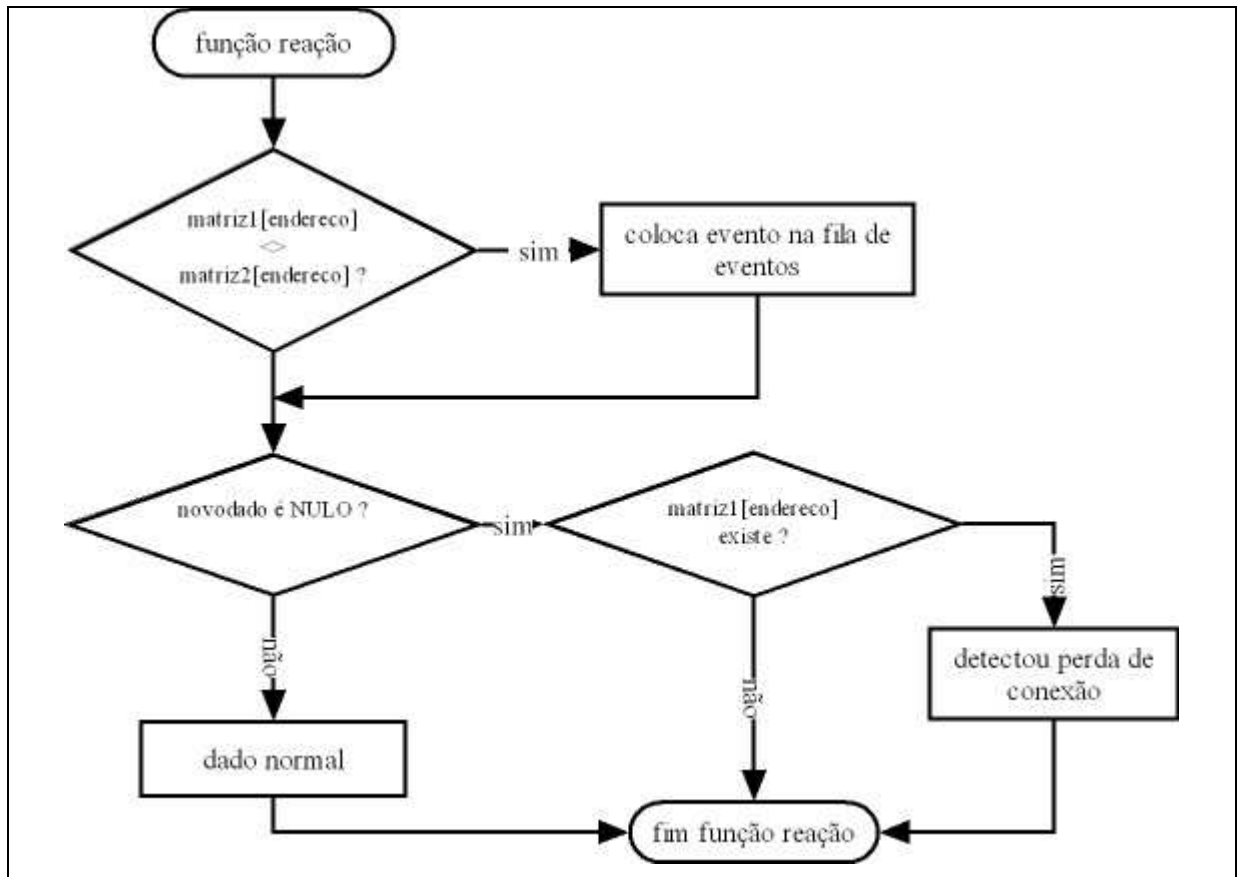 função reação
matriz1[endereco]
<>
matriz2[endereco] ?
sim
coloca evento na fila de
eventos
novodado é NULO ?
sim
matriz1[endereco]
existe ?
sim
não
não
detectou perda de
conexão
dado normal
fim função reação